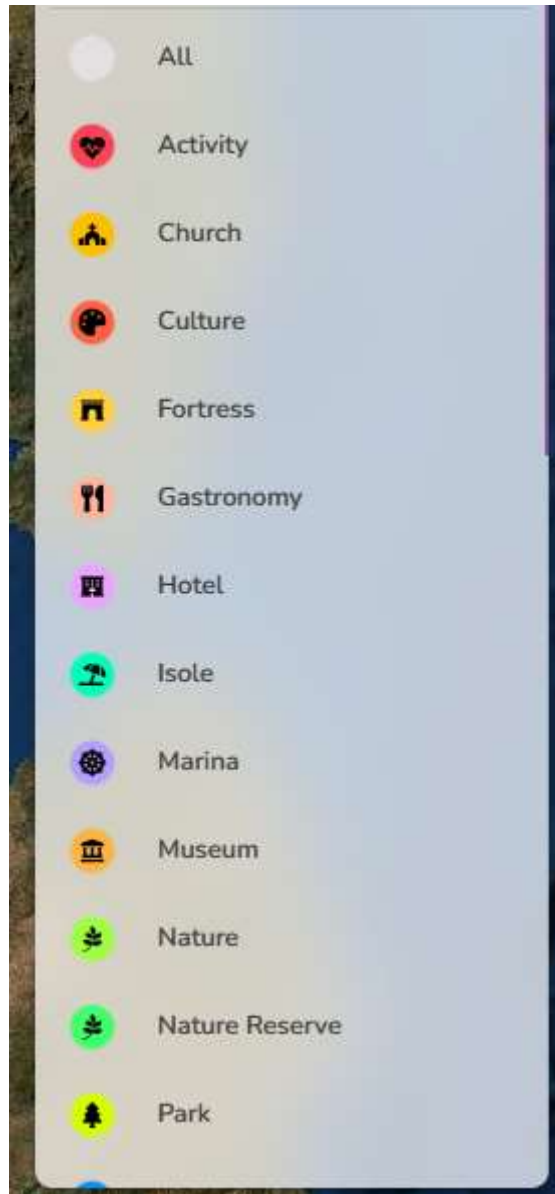 All
Activity
Church
Culture
Fortress
Gastronomy
Hotel
Isole
Marina
Museum
Nature
Nature Reserve
Park